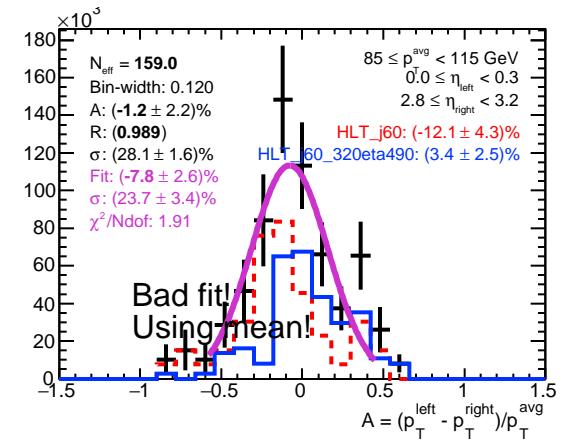 ×10³
180
160
140
120
100
80
60
40
20
0
N_eff = 159.0
Bin-width: 0.120
A: (-1.2 ± 2.2)%
R: (0.989)
σ: (28.1 ± 1.6)%
Fit: (-7.8 ± 2.6)%
σ: (23.7 ± 3.4)%
χ²/Ndof: 1.91
85 ≤ p_T^avg < 115 GeV
0.0 ≤ η_left < 0.3
2.8 ≤ η_right < 3.2
HLT_j60: (-12.1 ± 4.3)%
HLT_j60_320eta490: (3.4 ± 2.5)%
Bad fit!
Using mean!
−1.5 −1 −0.5 0 0.5 1 1.5
A = (p_T^left - p_T^right)/p_T^avg